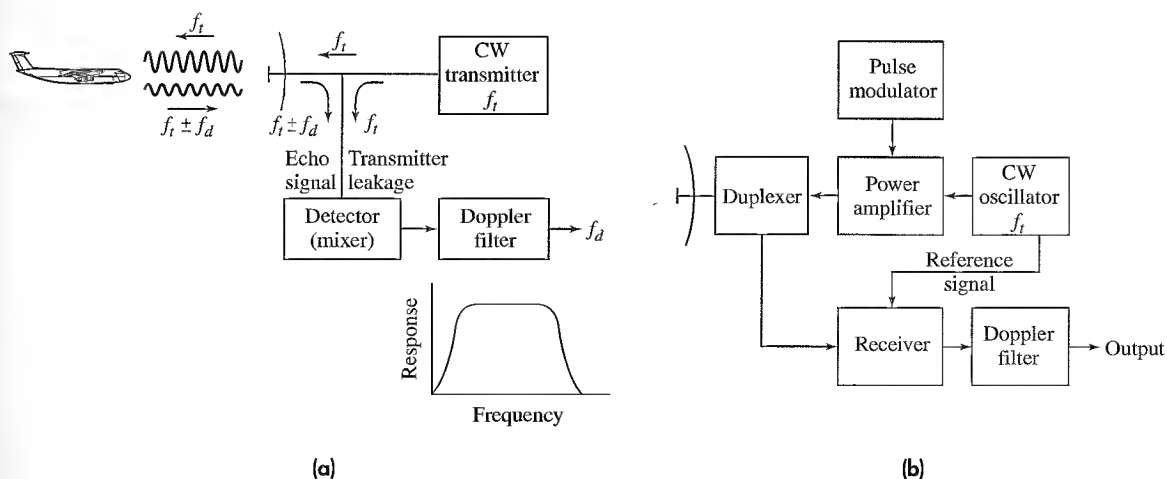 f_t
f_t ± f_d
f_t
CW
transmitter
f_t
f_t ± f_d
f_t
Echo
signal
Transmitter
leakage
Detector
(mixer)
Doppler
filter
f_d
Response
Frequency
(a)
Pulse
modulator
Duplexer
Power
amplifier
CW
oscillator
f_t
Reference
signal
Receiver
Doppler
filter
Output
(b)